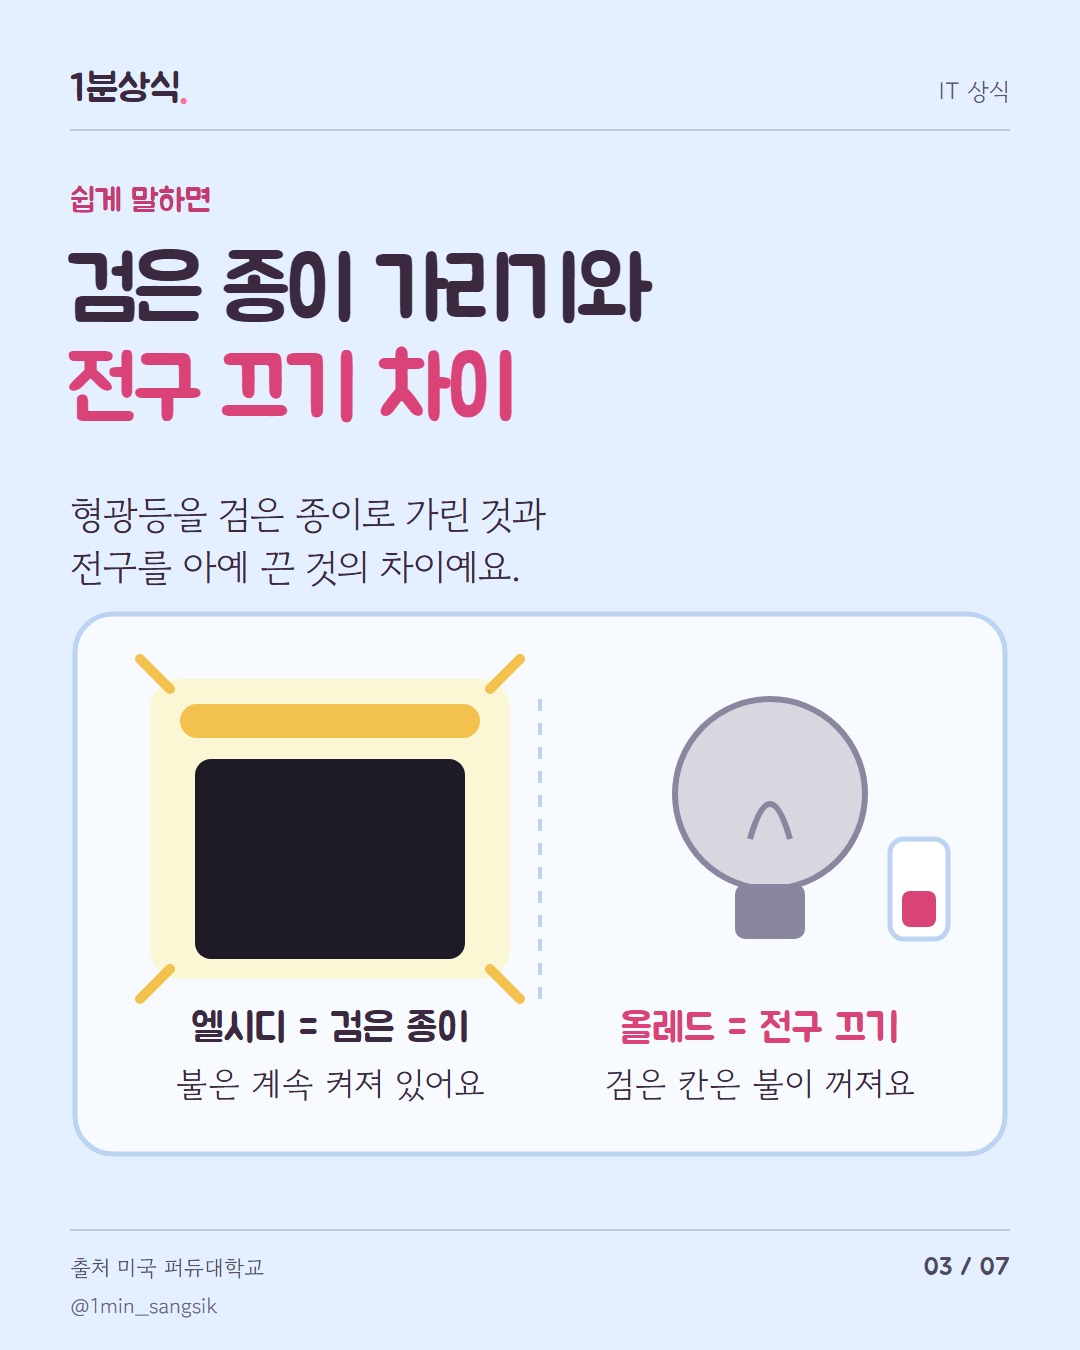 1분상식.
IT 상식
쉽게 말하면
검은 종이 가리기와
전구 끄기 차이
형광등을 검은 종이로 가린 것과
전구를 아예 끈 것의 차이예요.
엘시디 = 검은 종이
불은 계속 켜져 있어요
올레드 = 전구 끄기
검은 칸은 불이 꺼져요
출처 미국 퍼듀대학교
03 / 07
@1min_sangsik